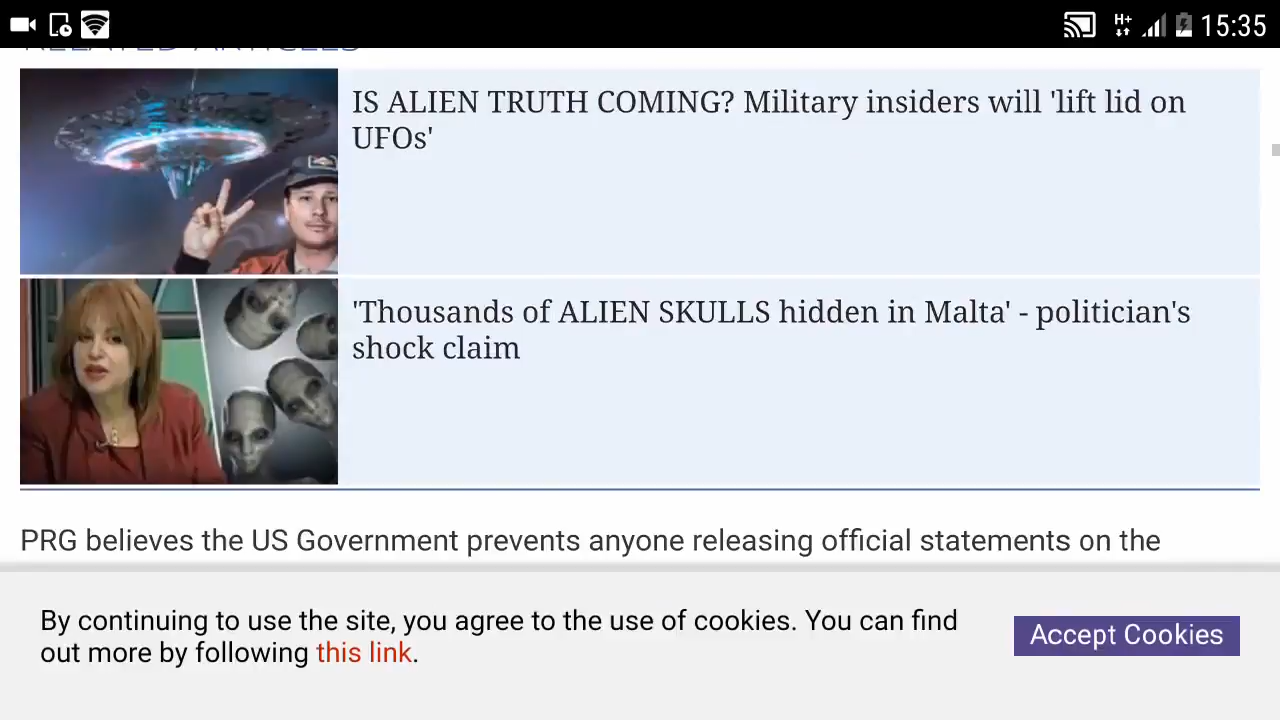 H+
15:35
RELATED ARTICLES
IS ALIEN TRUTH COMING? Military insiders will 'lift lid on
UFOs'
'Thousands of ALIEN SKULLS hidden in Malta' - politician's
shock claim
PRG believes the US Government prevents anyone releasing official statements on the
By continuing to use the site, you agree to the use of cookies. You can find
out more by following this link.
Accept Cookies